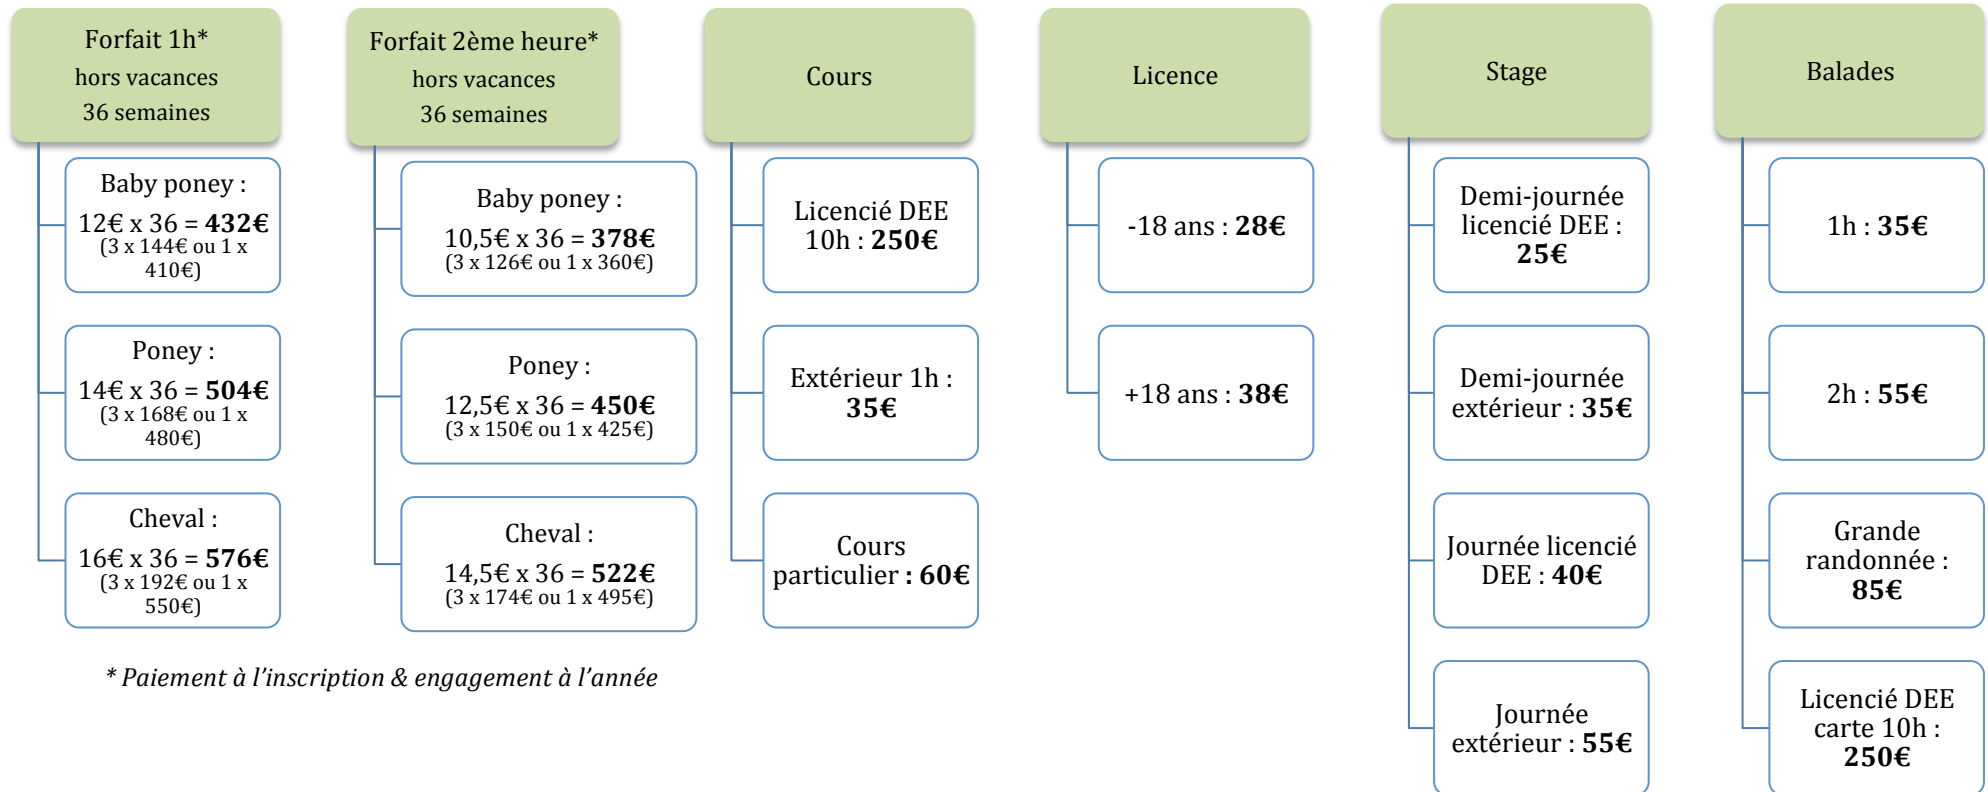 Forfait 1h*
hors vacances
36 semaines
Baby poney :
12€ x 36 = 432€
(3 x 144€ ou 1 x
410€)
Poney :
14€ x 36 = 504€
(3 x 168€ ou 1 x
480€)
Cheval :
16€ x 36 = 576€
(3 x 192€ ou 1 x
550€)
Forfait 2ème heure*
hors vacances
36 semaines
Baby poney :
10,5€ x 36 = 378€
(3 x 126€ ou 1 x 360€)
Poney :
12,5€ x 36 = 450€
(3 x 150€ ou 1 x 425€)
Cheval :
14,5€ x 36 = 522€
(3 x 174€ ou 1 x 495€)
Cours
Licencié DEE
10h : 250€
Extérieur 1h :
35€
Cours
particulier : 60€
Licence
-18 ans : 28€
+18 ans : 38€
Stage
Demi-journée
licencié DEE :
25€
Demi-journée
extérieur : 35€
Journée licencié
DEE : 40€
Journée
extérieur : 55€
Balades
1h : 35€
2h : 55€
Grande
randonnée :
85€
Licencié DEE
carte 10h :
250€
* Paiement à l'inscription & engagement à l'année